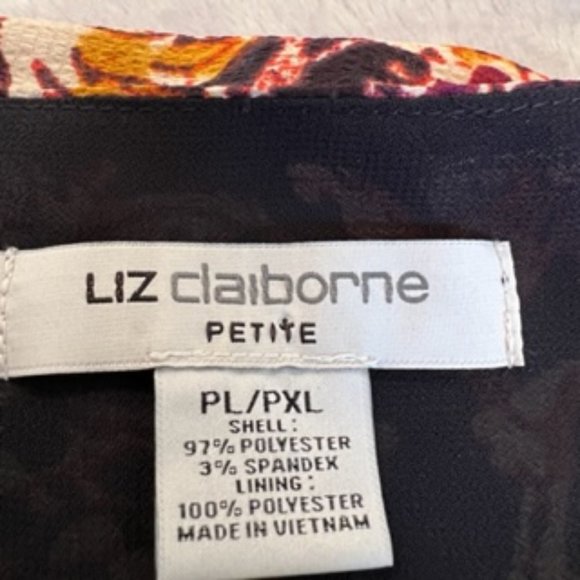 LIZ claiborne
PETITE
PL/PXL
SHELL:
97% POLYESTER
3% SPANDEX
LINING:
100% POLYESTER
MADE IN VIETNAM